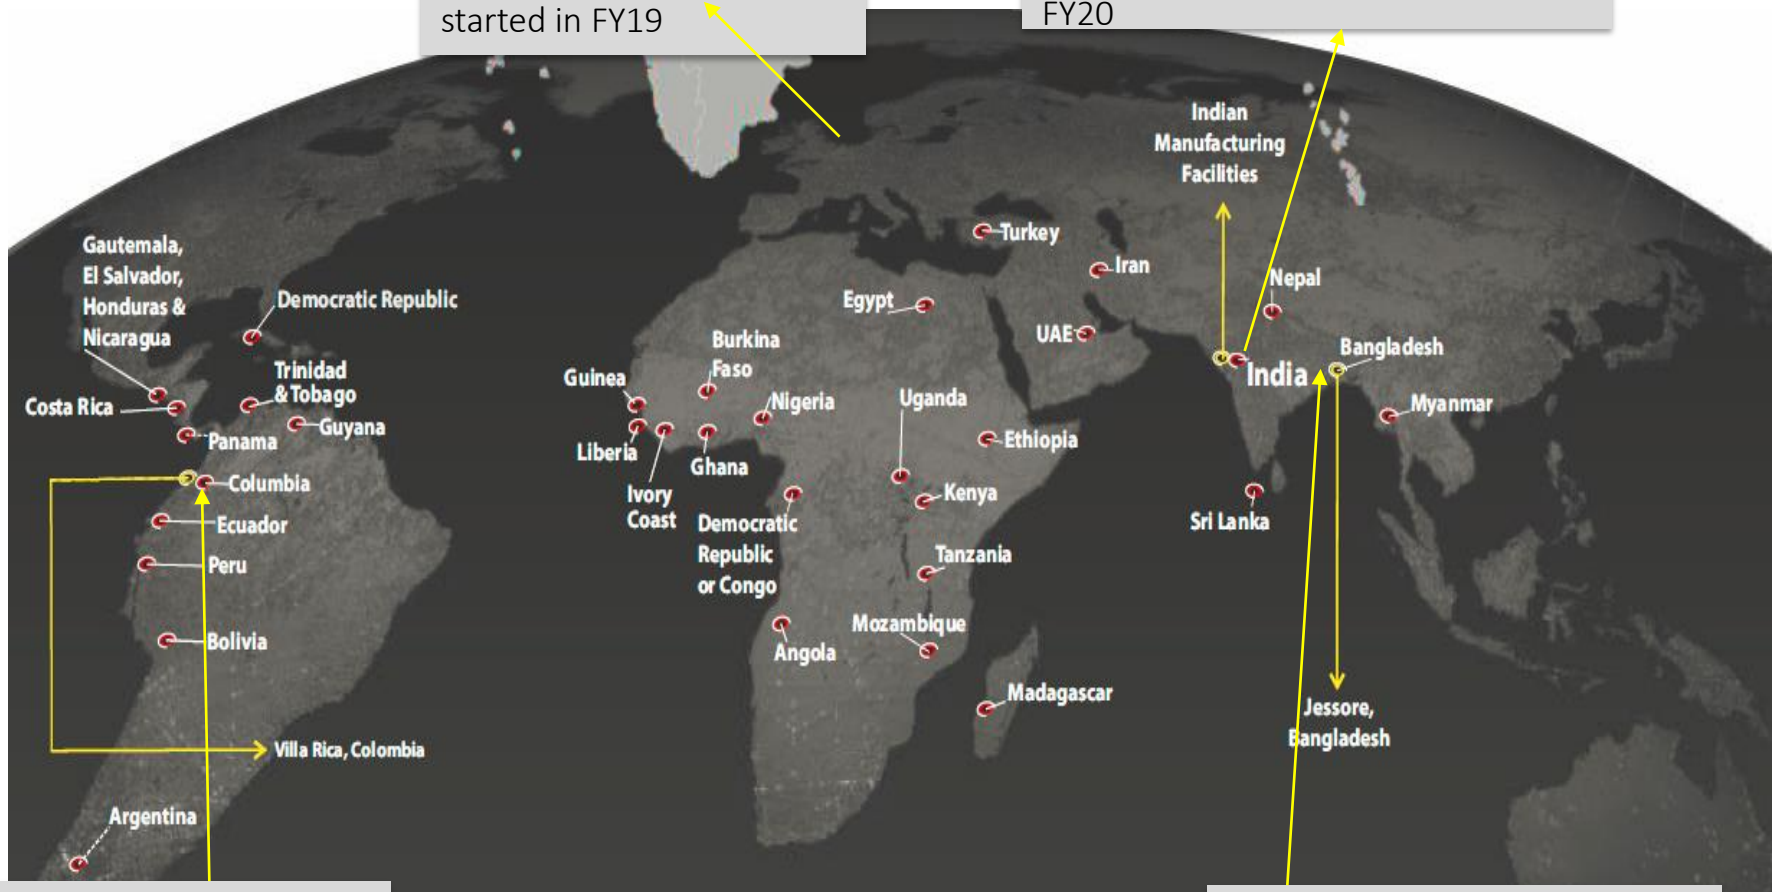 started in FY19
FY20
Indian
Manufacturing
Facilities
Gautemala,
El Salvador,
Honduras &
Nicaragua
Democratic Republic
Trinidad
& Tobago
Costa Rica
Guyana
Panama
Columbia
Ecuador
Peru
Bolivia
Villa Rica, Colombia
Argentina
Turkey
Iran
Egypt
UAE
Burkina
Faso
Guinea
Nigeria
Uganda
Liberia
Ghana
Ethiopia
Ivory
Coast
Kenya
Democratic
Republic
or Congo
Tanzania
Angola
Mozambique
Madagascar
Nepal
India
Bangladesh
Myanmar
Sri Lanka
Jessore,
Bangladesh